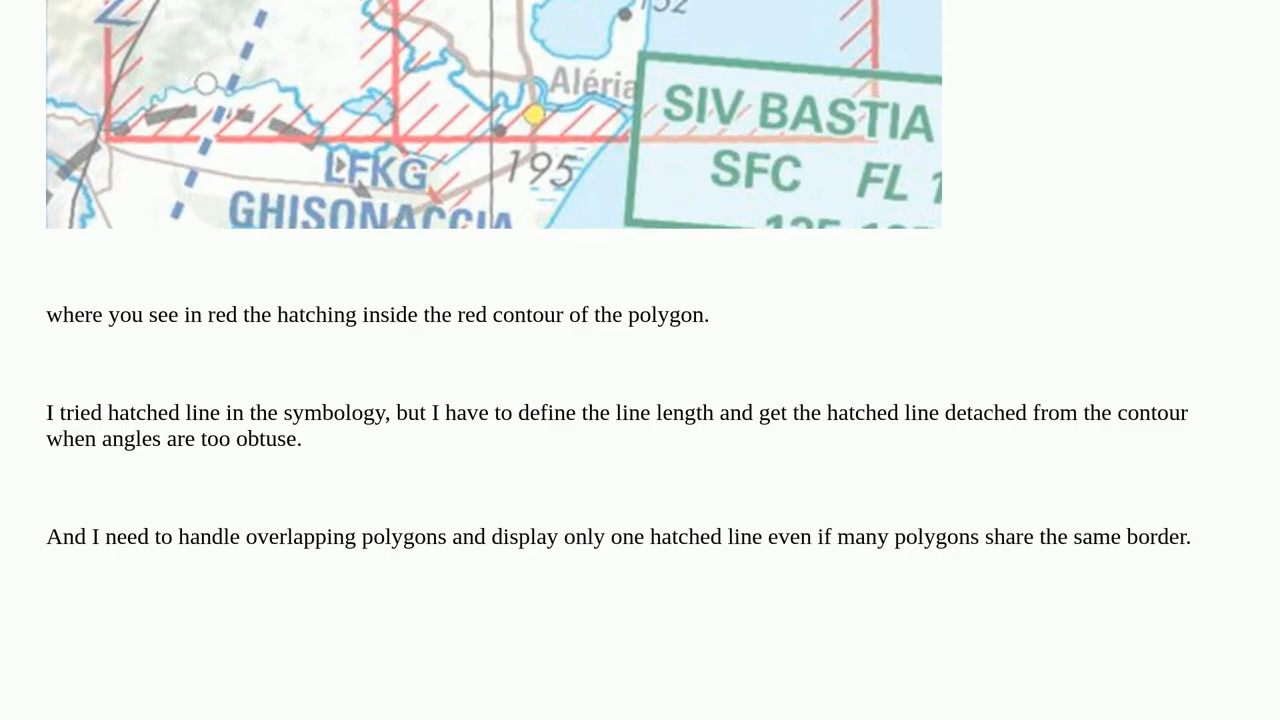 Aléria
SIV BASTIA
SFC FL
LFKG
195
GHISONACCIA
where you see in red the hatching inside the red contour of the polygon.
I tried hatched line in the symbology, but I have to define the line length and get the hatched line detached from the contour
when angles are too obtuse.
And I need to handle overlapping polygons and display only one hatched line even if many polygons share the same border.